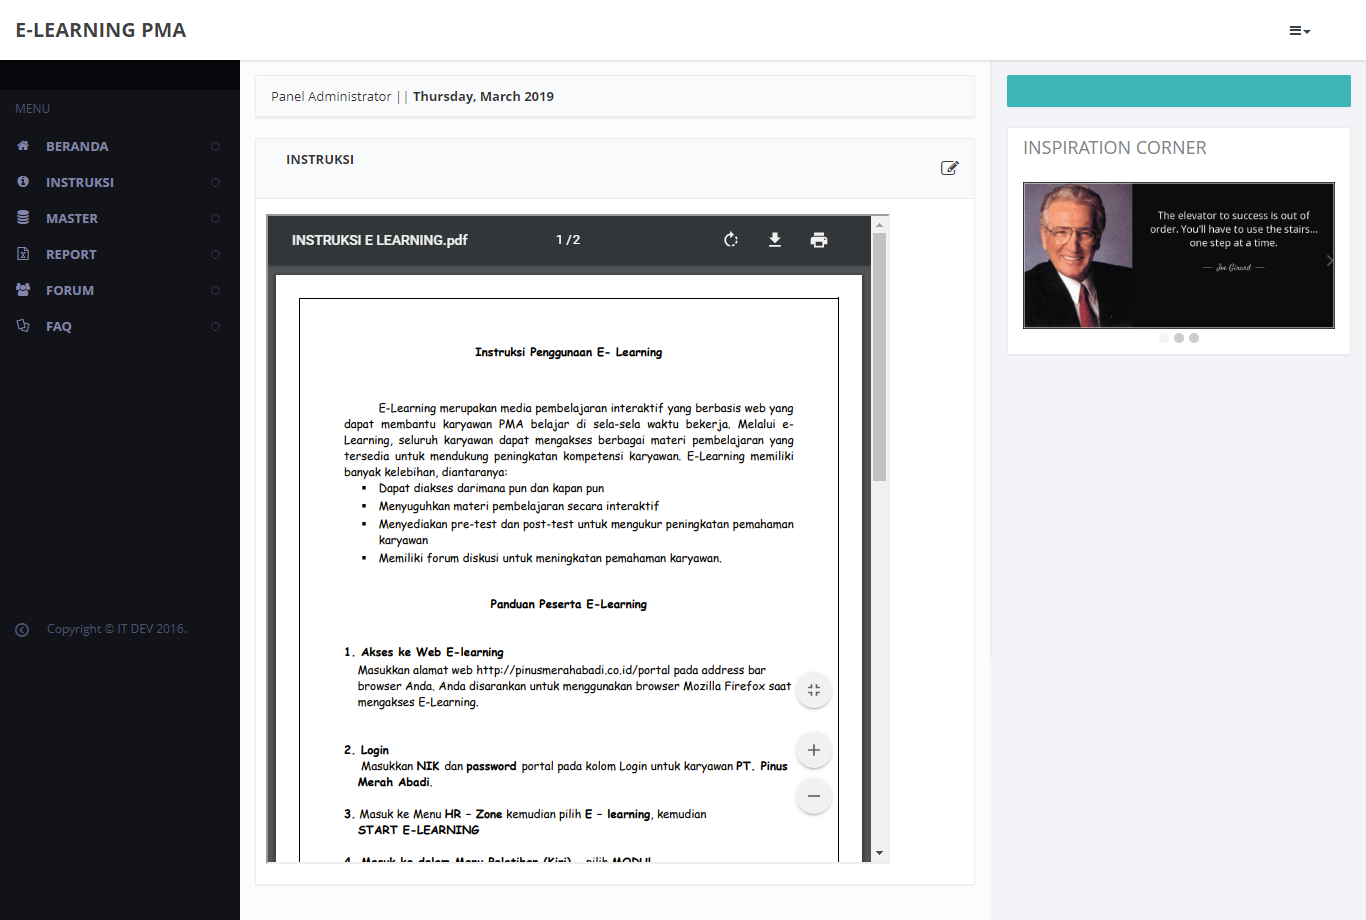 E-LEARNING PMA
MENU
BERANDA
INSTRUKSI
MASTER
REPORT
FORUM
FAQ
Copyright © IT DEV 2016.
Panel Administrator || Thursday, March 2019
INSTRUKSI
INSTRUKSI E LEARNING.pdf
1 / 2
Instruksi Penggunaan E- Learning
E-Learning merupakan media pembelajaran interaktif yang berbasis web yang
dapat membantu karyawan PMA belajar di sela-sela waktu bekerja. Melalui e-
Learning, seluruh karyawan dapat mengakses berbagai materi pembelajaran yang
tersedia untuk mendukung peningkatan kompetensi karyawan. E-Learning memiliki
banyak kelebihan, diantaranya:
▪ Dapat diakses darimana pun dan kapan pun
▪ Menyuguhkan materi pembelajaran secara interaktif
▪ Menyediakan pre-test dan post-test untuk mengukur peningkatan pemahaman
karyawan
▪ Memiliki forum diskusi untuk meningkatan pemahaman karyawan.
Panduan Peserta E-Learning
1. Akses ke Web E-learning
Masukkan alamat web http://pinusmerahabadi.co.id/portal pada address bar
browser Anda. Anda disarankan untuk menggunakan browser Mozilla Firefox saat
mengakses E-Learning.
2. Login
Masukkan NIK dan password portal pada kolom Login untuk karyawan PT. Pinus
Merah Abadi.
3. Masuk ke Menu HR – Zone kemudian pilih E – learning, kemudian
START E-LEARNING
4. Masuk ke dalam Menu Pelatihan (Kiri) – pilih MODUL
INSPIRATION CORNER
The elevator to success is out of
order. You'll have to use the stairs...
one step at a time.
— Joe Girard —